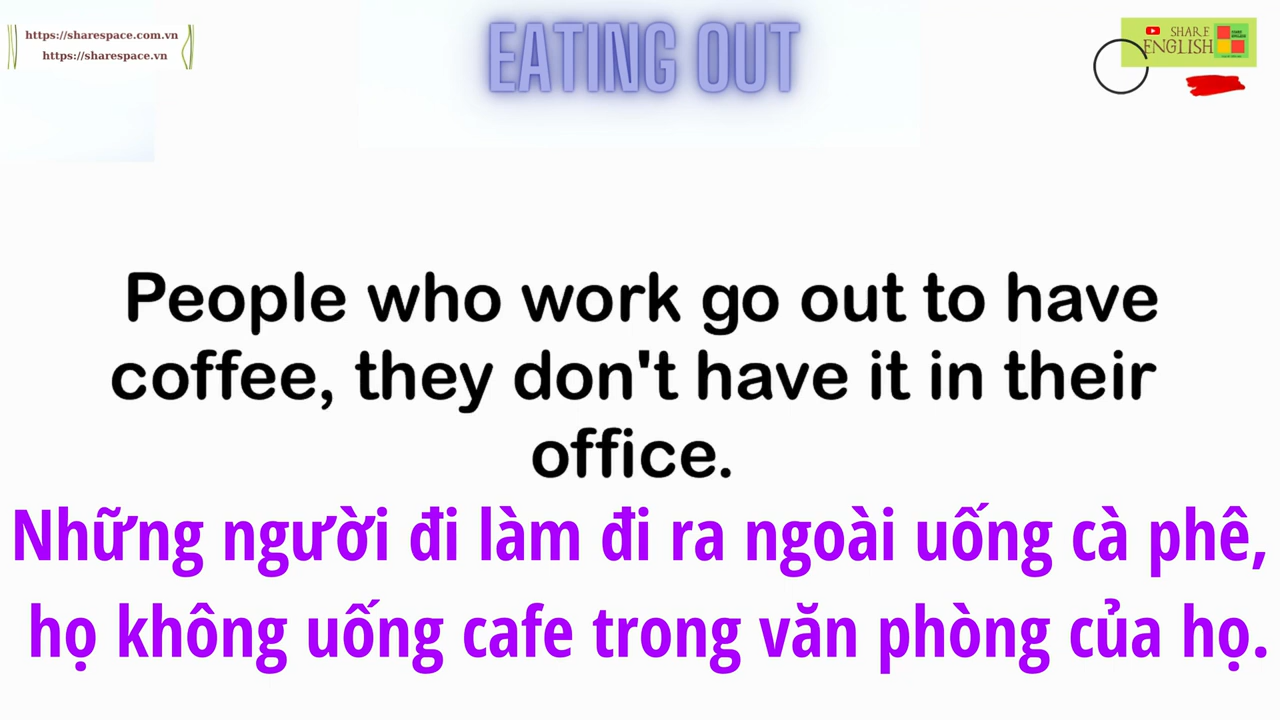 https://sharespace.com.vn
https://sharespace.vn
EATING OUT
SHARE
ENGLISH
People who work go out to have
coffee, they don't have it in their
office.
Những người đi làm đi ra ngoài uống cà phê,
họ không uống cafe trong văn phòng của họ.